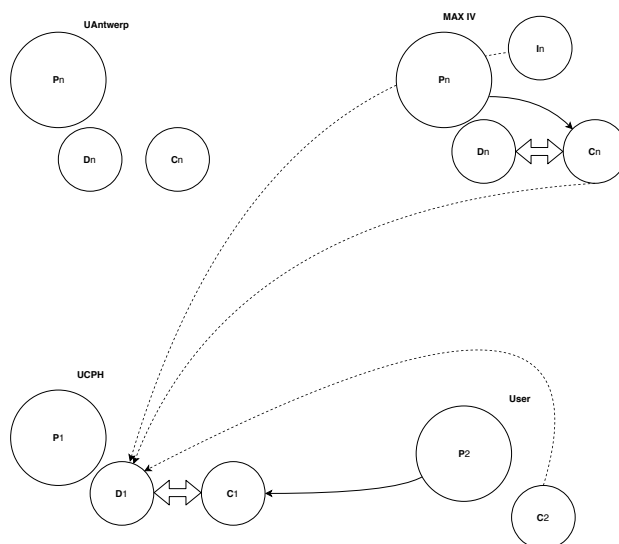 UAntwerp
Pn
Dn
Cn
MAX IV
In
Pn
Dn
Cn
UCPH
P1
D1
C1
User
P2
C2